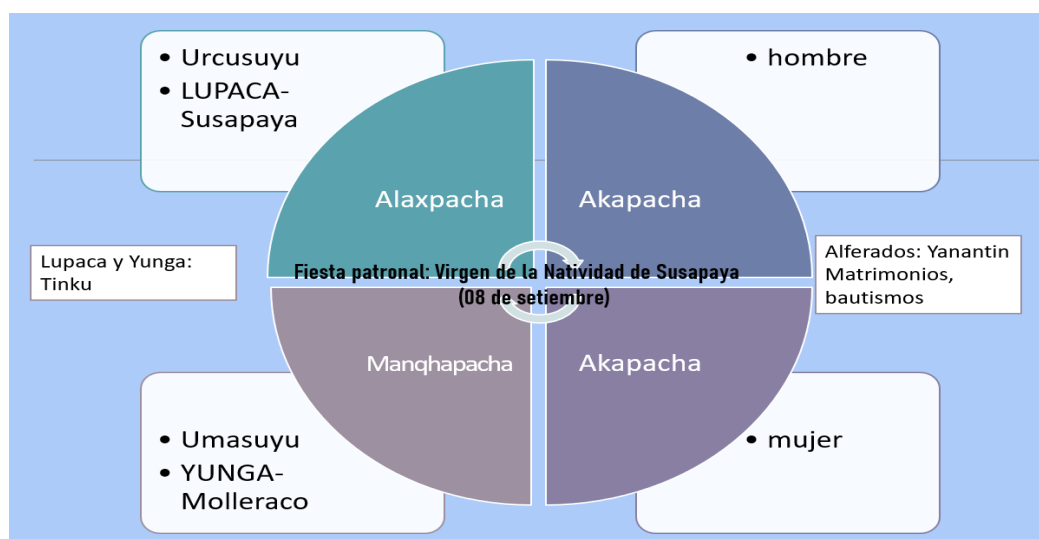 • Urcusuyu
• LUPACA-
Susapaya
• hombre
Alaxpacha
Akapacha
Lupaca y Yunga:
Tinku
Fiesta patronal: Virgen de la Natividad de Susapaya
(08 de setiembre)
Alferados: Yanantin
Matrimonios,
bautismos
Manqhapacha
Akapacha
• Umasuyu
• YUNGA-
Molleraco
• mujer